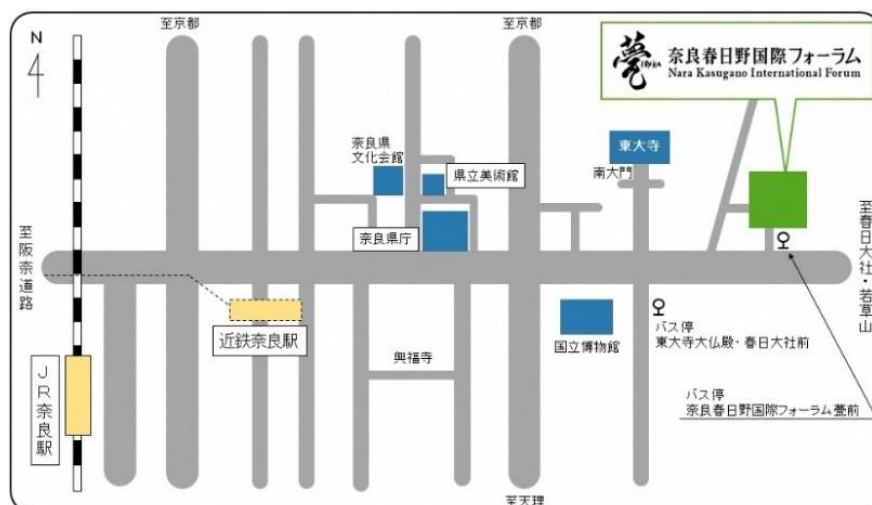 至京都
至京都
N
甍
I・RA・KA
奈良春日野国際フォーラム
Nara Kasugano International Forum
奈良県
文化会館
県立美術館
東大寺
南大門
奈良県庁
至阪奈道路
至春日大社・若草山
近鉄奈良駅
国立博物館
バス停
東大寺大仏殿・春日大社前
興福寺
JR奈良駅
バス停
奈良春日野国際フォーラム甍前
至天理